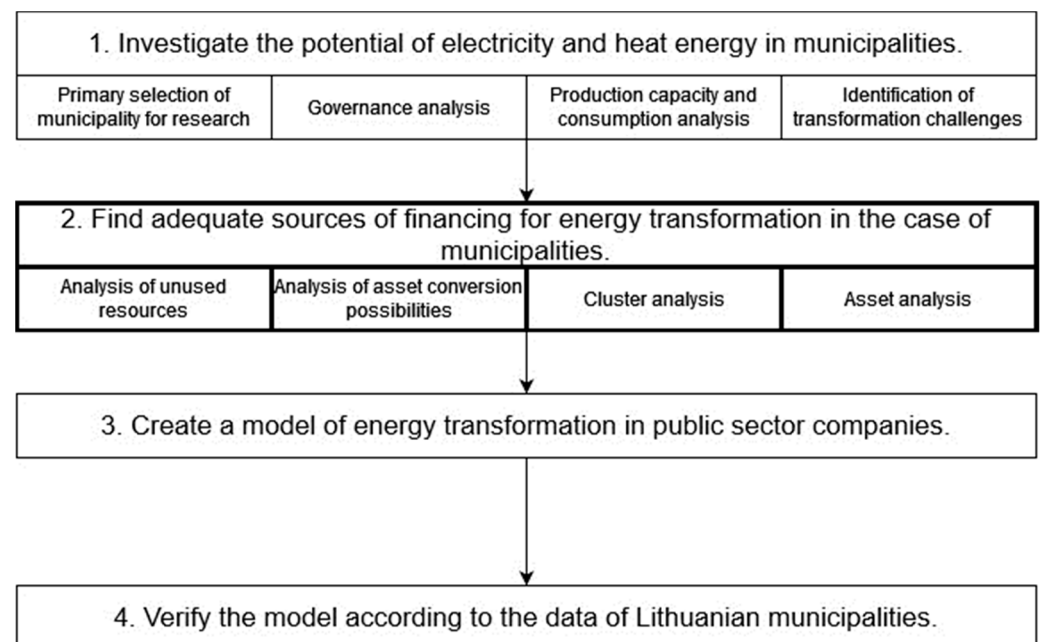 1. Investigate the potential of electricity and heat energy in municipalities.
Primary selection of
municipality for research
Governance analysis
Production capacity and
consumption analysis
Identification of
transformation challenges
2. Find adequate sources of financing for energy transformation in the case of
municipalities.
Analysis of unused
resources
Analysis of asset conversion
possibilities
Cluster analysis
Asset analysis
3. Create a model of energy transformation in public sector companies.
4. Verify the model according to the data of Lithuanian municipalities.